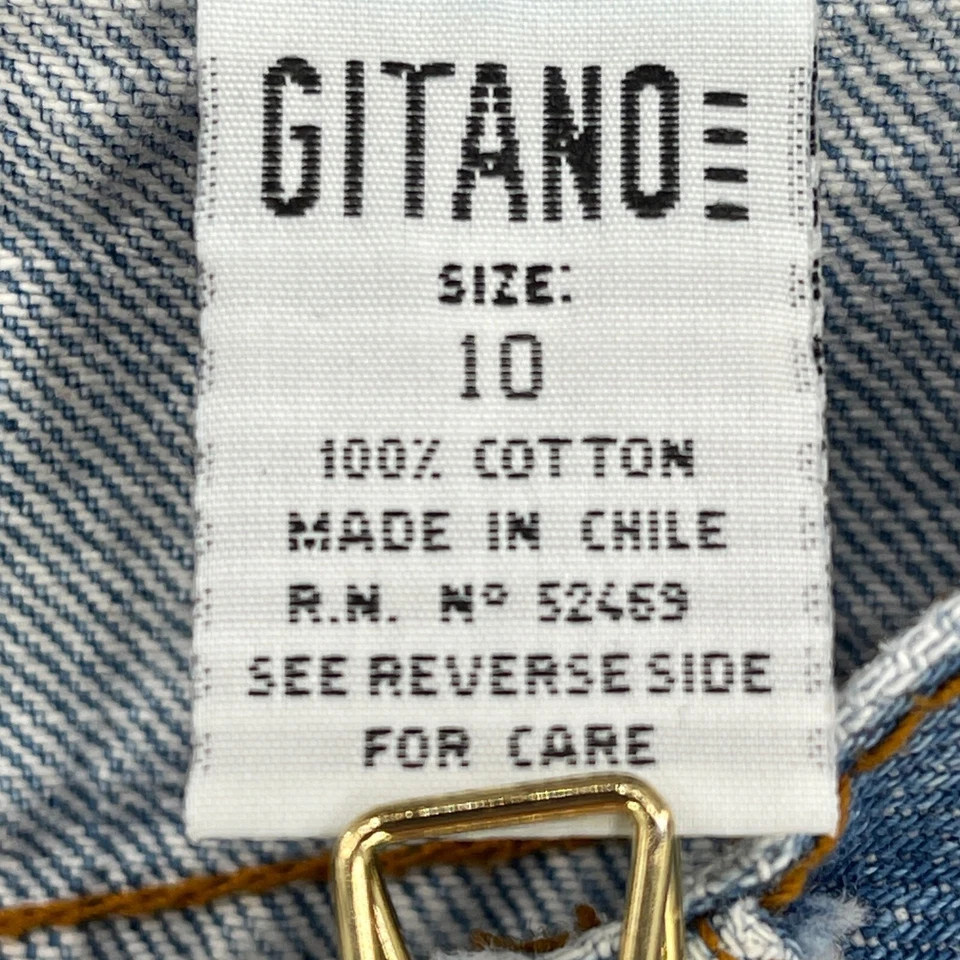 GITANO
SIZE:
10
100% COTTON
MADE IN CHILE
R.N. Nº 52469
SEE REVERSE SIDE
FOR CARE